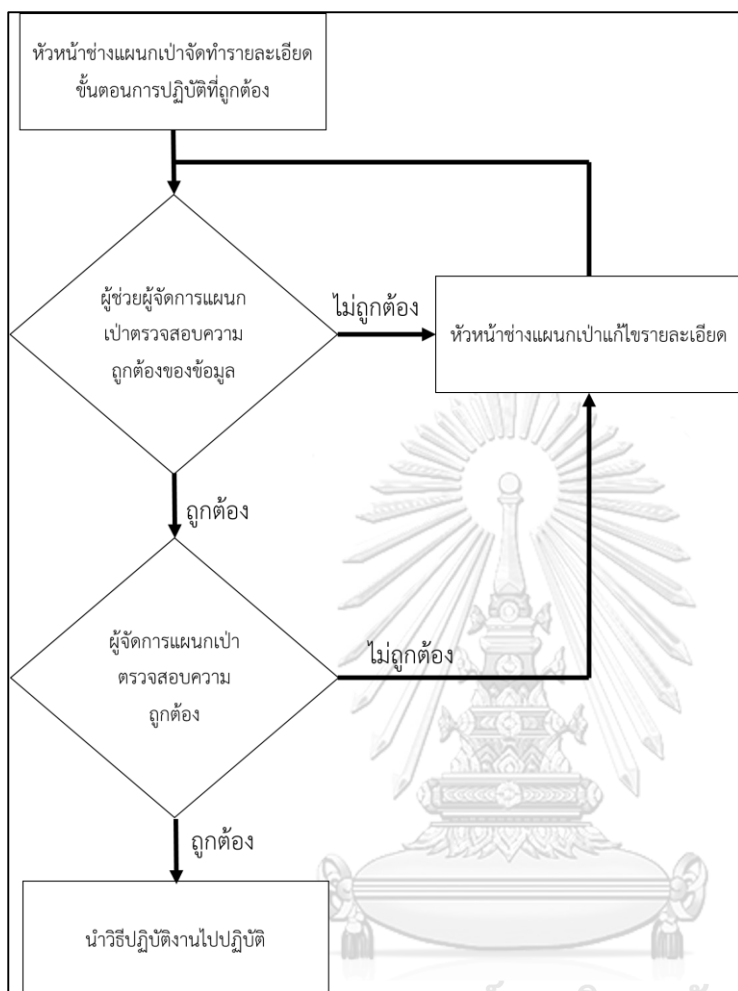 หัวหน้าช่างแผนกเป่าจัดทำรายละเอียด
ขั้นตอนการปฏิบัติที่ถูกต้อง
ผู้ช่วยผู้จัดการแผนก
เป่าตรวจสอบความ
ถูกต้องของข้อมูล
ไม่ถูกต้อง
หัวหน้าช่างแผนกเป่าแก้ไขรายละเอียด
ถูกต้อง
ผู้จัดการแผนกเป่า
ตรวจสอบความ
ถูกต้อง
ไม่ถูกต้อง
ถูกต้อง
นำวิธีปฏิบัติงานไปปฏิบัติ